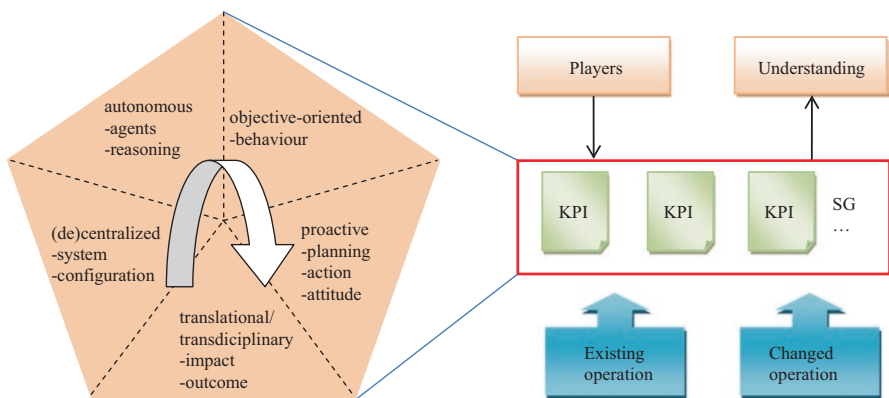 autonomous
-agents
-reasoning
objective-oriented
-behaviour
(de)centralized
-system
-configuration
proactive
-planning
-action
-attitude
translational/
transdiciplinary
-impact
-outcome
Players
Understanding
KPI
KPI
KPI
SG
...
Existing
operation
Changed
operation